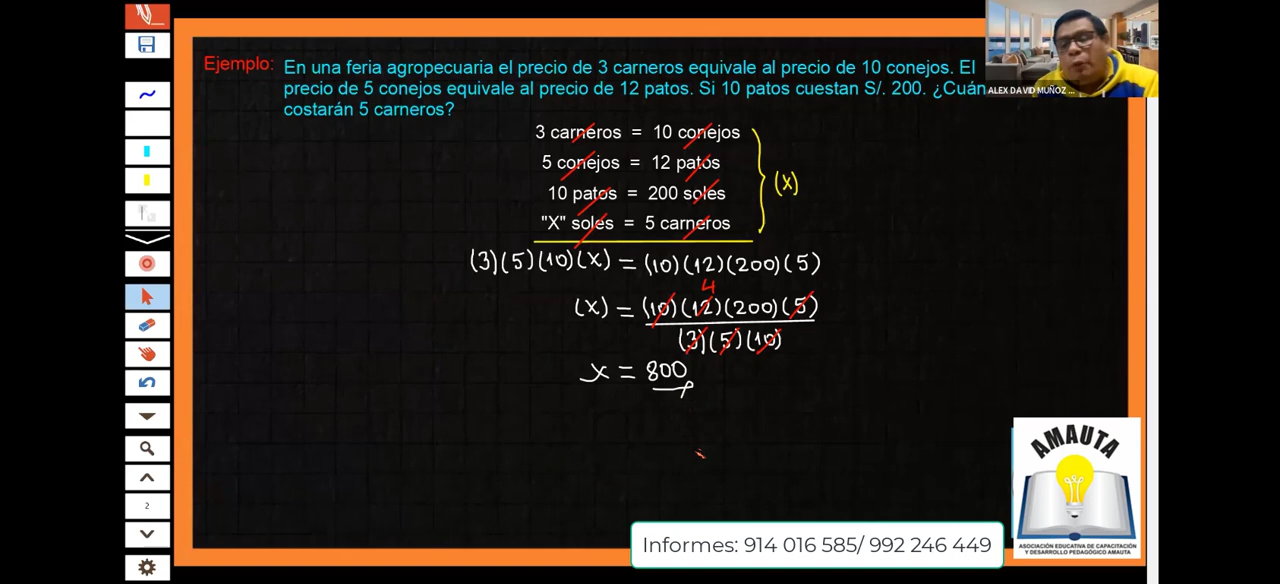 Ejemplo: En una feria agropecuaria el precio de 3 carneros equivale al precio de 10 conejos. El
precio de 5 conejos equivale al precio de 12 patos. Si 10 patos cuestan S/. 200. ¿Cuán
costarán 5 carneros?
ALEX DAVID MUÑOZ ...
3 carneros = 10 conejos
5 conejos = 12 patos
10 patos = 200 soles
"X" soles = 5 carneros
(X)
(3)(5)(10)(X) = (10)(12)(200)(5)
4
(X) = (10)(12)(200)(5)
(3)(5)(10)
x = 800
2
AMAUTA
ASOCIACIÓN EDUCATIVA DE CAPACITACIÓN
Y DESARROLLO PEDAGÓGICO AMAUTA
Informes: 914 016 585/ 992 246 449